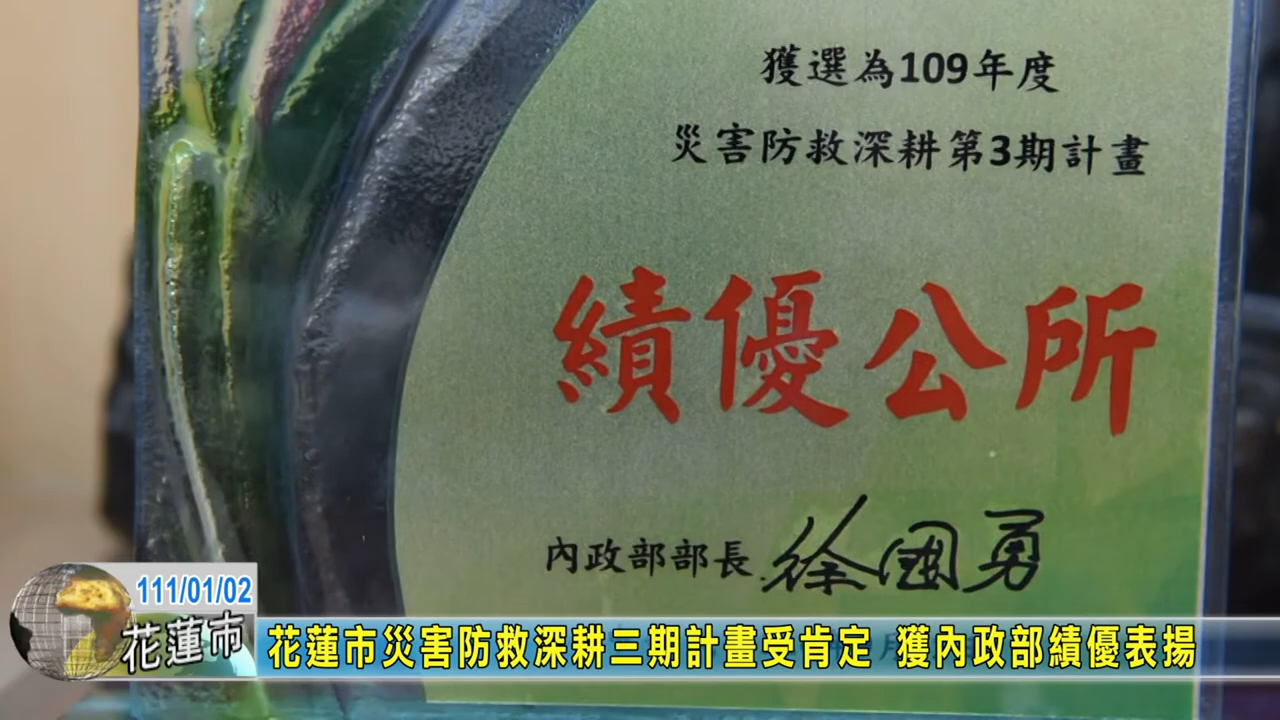 獲選為109年度
災害防救深耕第3期計畫
績優公所
內政部部長 徐國勇
111/01/02
花蓮市
花蓮市災害防救深耕三期計畫受肯定 獲內政部績優表揚